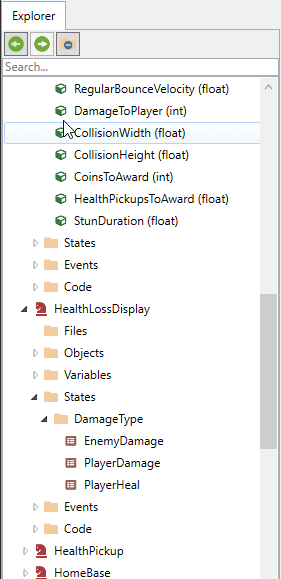 Explorer
Search...
RegularBounceVelocity (float)
DamageToPlayer (int)
CollisionWidth (float)
CollisionHeight (float)
CoinsToAward (int)
HealthPickupsToAward (float)
StunDuration (float)
States
Events
Code
HealthLossDisplay
Files
Objects
Variables
States
DamageType
EnemyDamage
PlayerDamage
PlayerHeal
Events
Code
HealthPickup
HomeBase